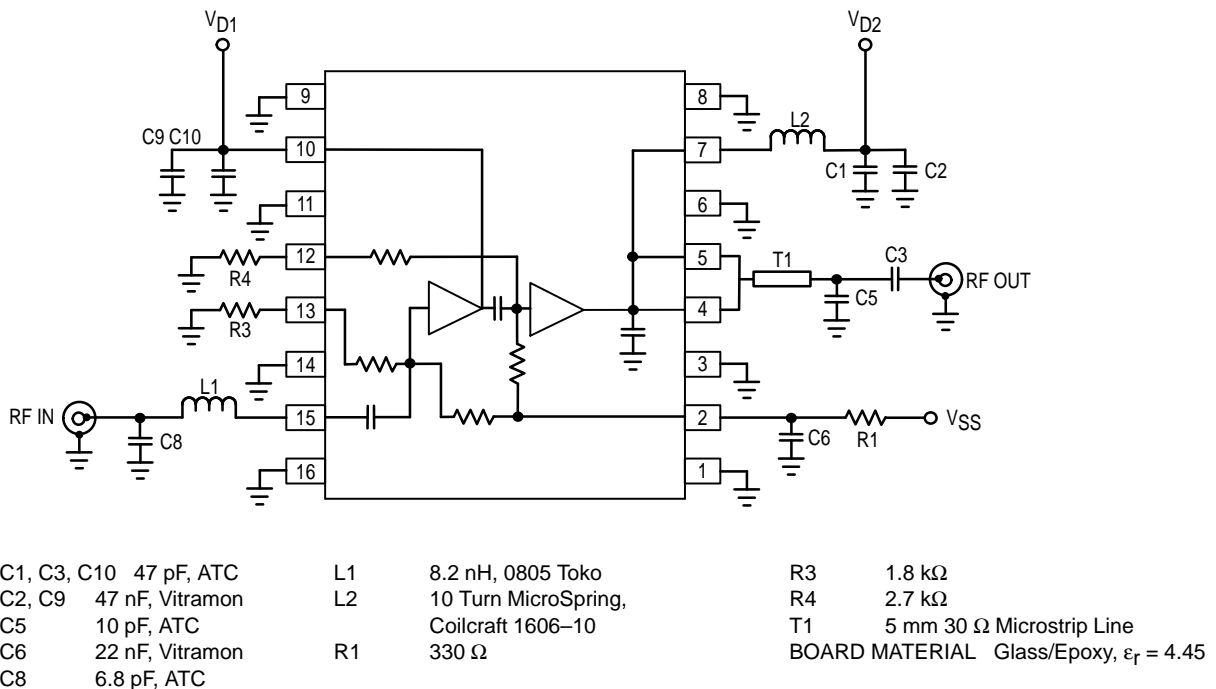 VD1
VD2
9
8
L2
C9 C10
10
7
C1
C2
11
6
12
5
T1
C3
R4
RF OUT
C5
13
4
R3
14
3
L1
RF IN
15
2
VSS
C8
C6
R1
16
1
C1, C3, C10 47 pF, ATC
C2, C9 47 nF, Vitramon
C5 10 pF, ATC
C6 22 nF, Vitramon
C8 6.8 pF, ATC
L1 8.2 nH, 0805 Toko
L2 10 Turn MicroSpring,
Coilcraft 1606–10
R1 330 Ω
R3 1.8 kΩ
R4 2.7 kΩ
T1 5 mm 30 Ω Microstrip Line
BOARD MATERIAL Glass/Epoxy, εr = 4.45